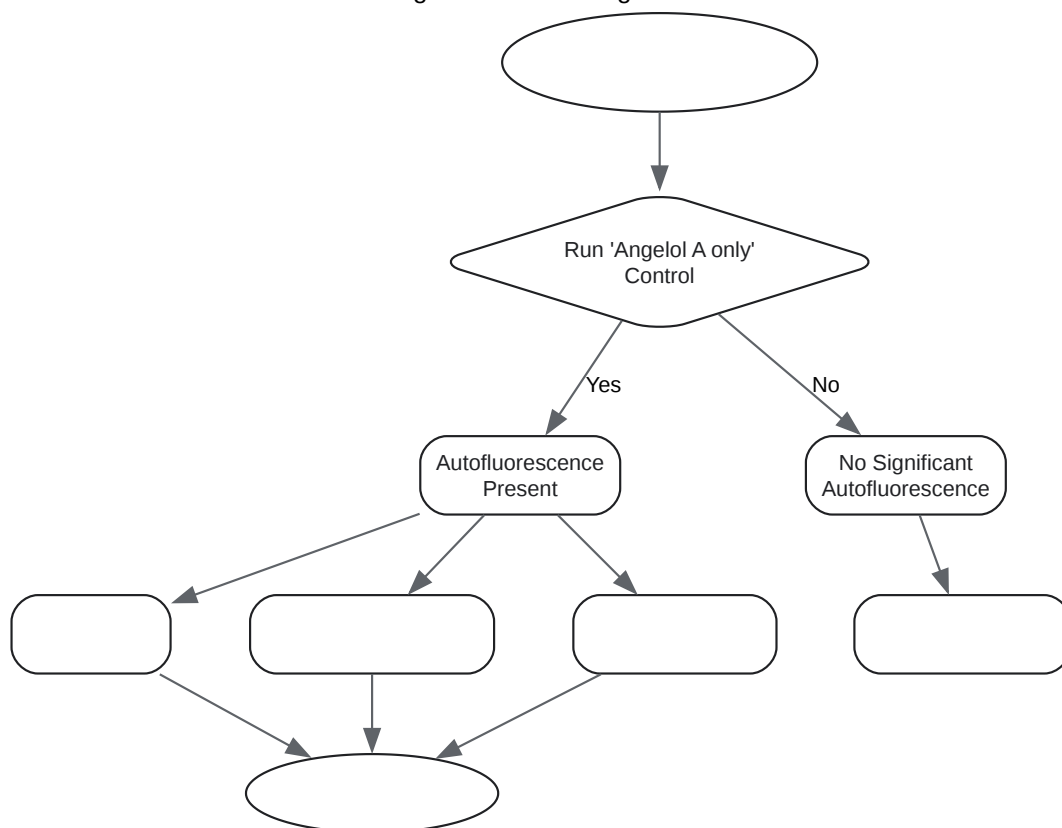 Run 'Angelol A only'
Control
Yes
No
Autofluorescence
Present
No Significant
Autofluorescence